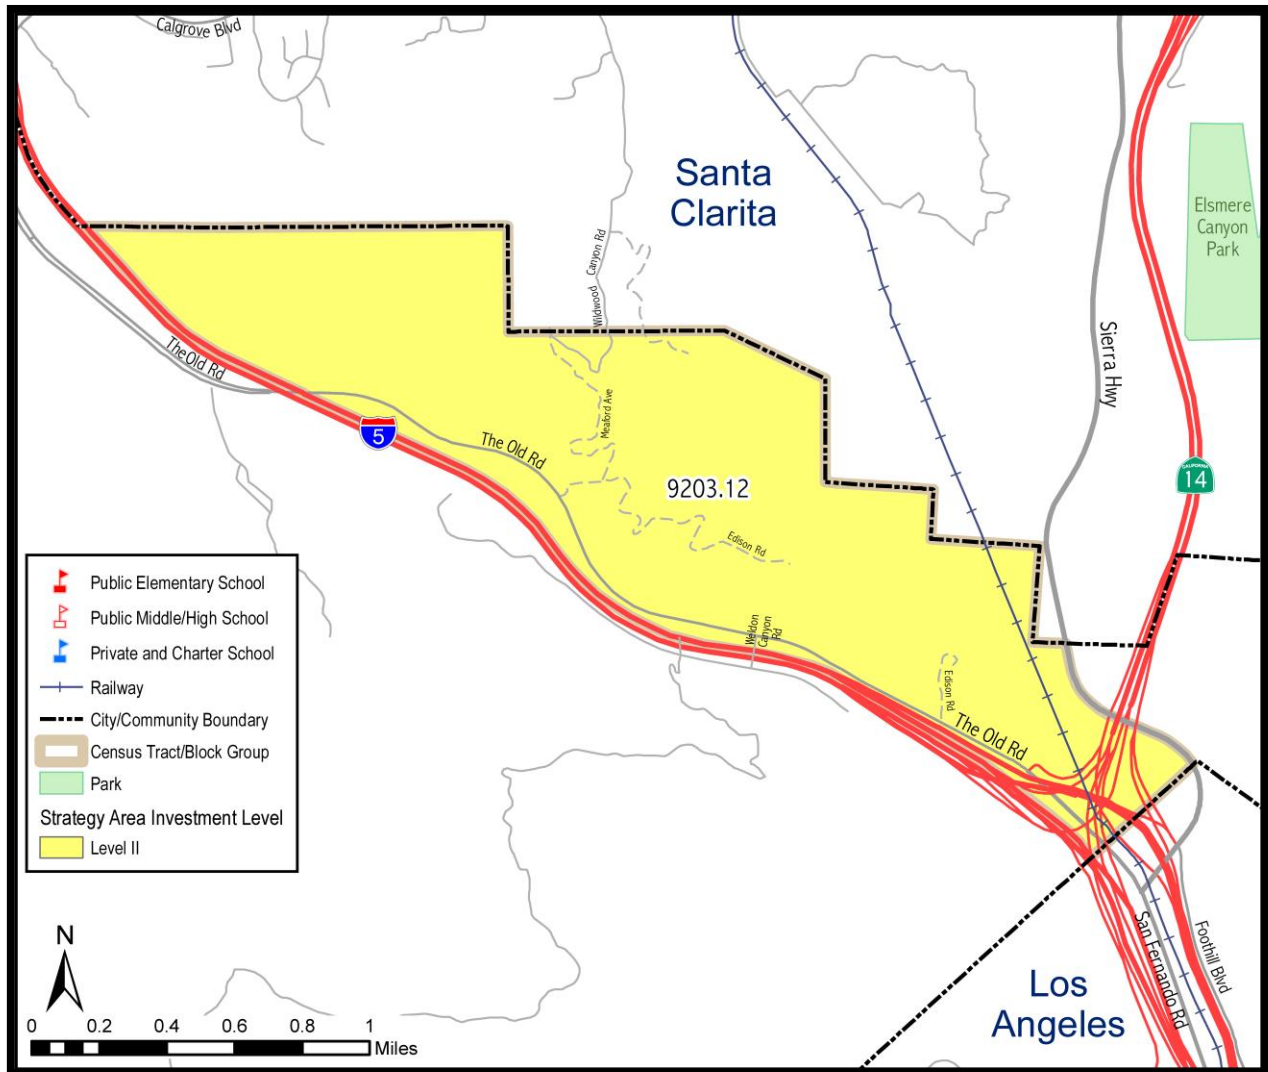 Calgrove Blvd
Santa
Clarita
Elsmere
Canyon
Park
Wildwood Canyon Rd
Sierra Hwy
TheOld Rd
Meaford Ave
5
The Old Rd
CALIFORNIA
14
9203.12
Edison Rd
Weldon
Canyon
Rd
Edison Rd
The Old Rd
Public Elementary School
Public Middle/High School
Private and Charter School
Railway
City/Community Boundary
Census Tract/Block Group
Park
Strategy Area Investment Level
Level II
San Fernando Rd
Foothill Blvd
Los
Angeles
N
0 0.2 0.4 0.6 0.8 1
Miles